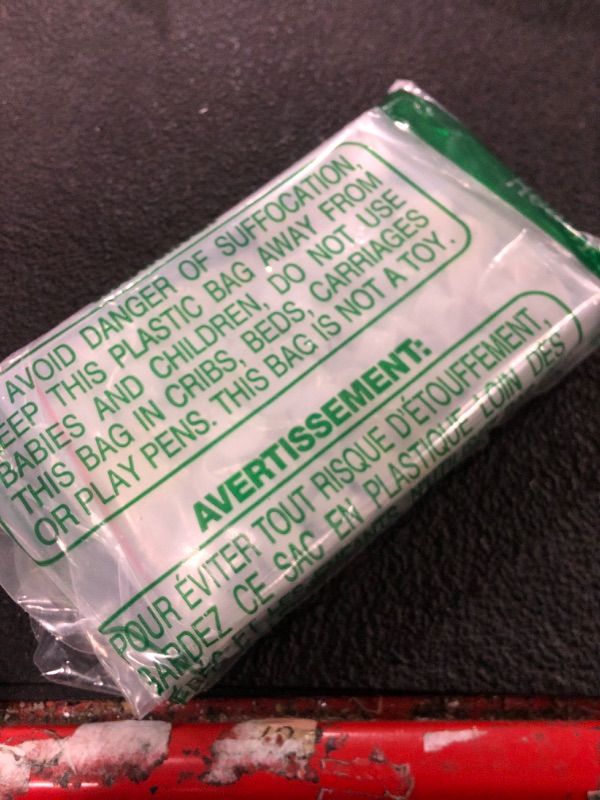 AVOID DANGER OF SUFFOCATION,
EEP THIS PLASTIC BAG AWAY FROM
BABIES AND CHILDREN, DO NOT USE
THIS BAG IN CRIBS, BEDS, CARRIAGES
OR PLAY PENS. THIS BAG IS NOT A TOY.
AVERTISSEMENT:
POUR ÉVITER TOUT RISQUE D'ÉTOUFFEMENT,
GARDEZ CE SAC EN PLASTIQUE LOIN DES